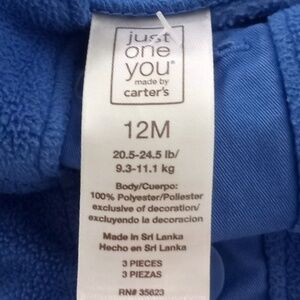 just
one
you
made by
carter's
12M
20.5-24.5 lb/
9.3-11.1 kg
Body/Cuerpo:
100% Polyester/Poliester
exclusive of decoration/
excluyendo la decoracion
Made in Sri Lanka
Hecho en Sri Lanka
3 PIECES
3 PIEZAS
RN# 35623